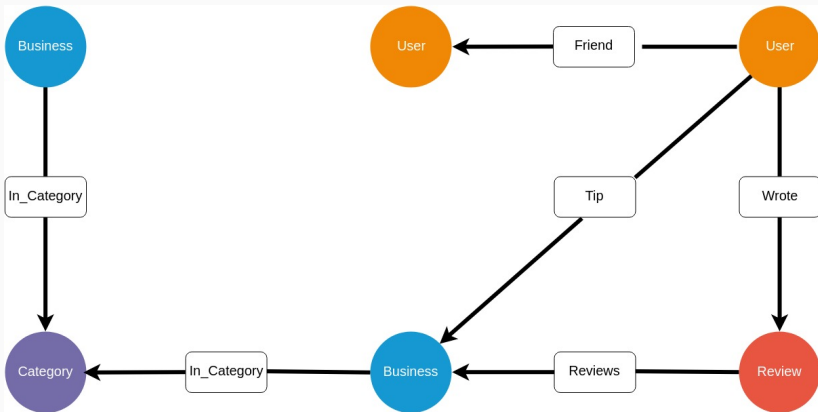 Business
User
Friend
User
In_Category
Tip
Wrote
Category
In_Category
Business
Reviews
Review